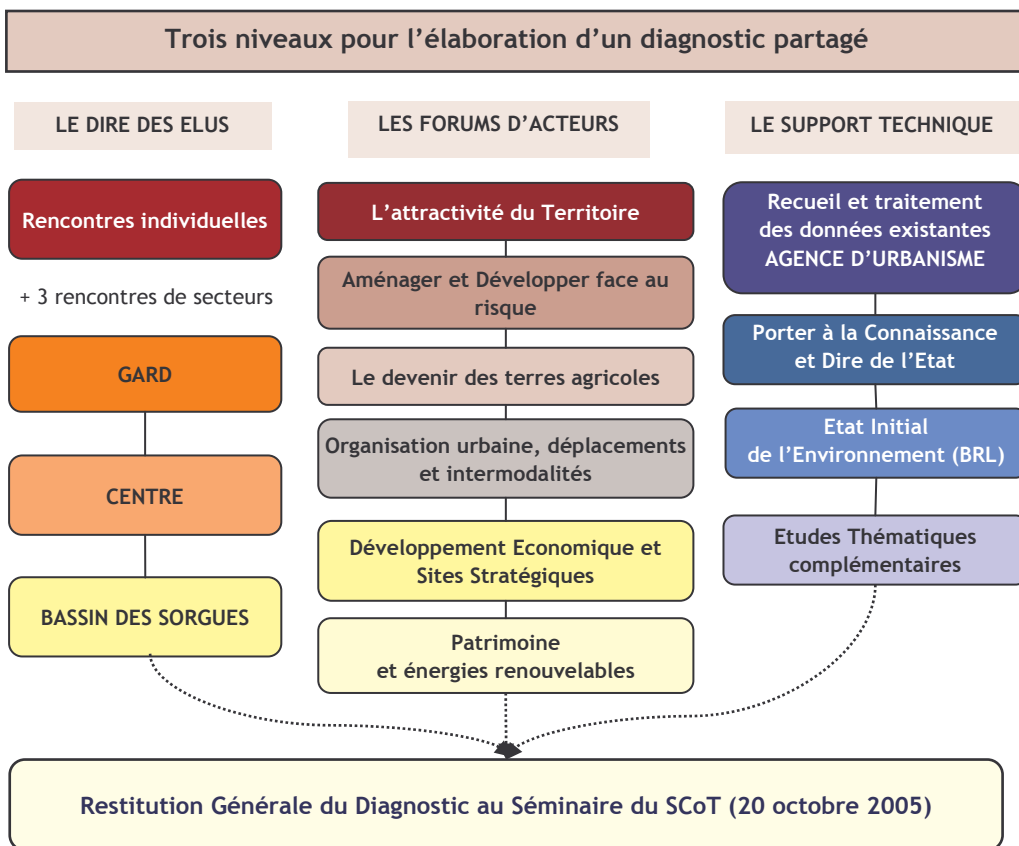 Trois niveaux pour l’élaboration d’un diagnostic partagé
LE DIRE DES ELUS
Rencontres individuelles
+ 3 rencontres de secteurs
GARD
CENTRE
BASSIN DES SORGUES
LES FORUMS D’ACTEURS
L’attractivité du Territoire
Aménager et Développer face au
risque
Le devenir des terres agricoles
Organisation urbaine, déplacements
et intermodalités
Développement Economique et
Sites Stratégiques
Patrimoine
et énergies renouvelables
LE SUPPORT TECHNIQUE
Recueil et traitement
des données existantes
AGENCE D’URBANISME
Porter à la Connaissance
et Dire de l’Etat
Etat Initial
de l’Environnement (BRL)
Etudes Thématiques
complémentaires
Restitution Générale du Diagnostic au Séminaire du SCoT (20 octobre 2005)